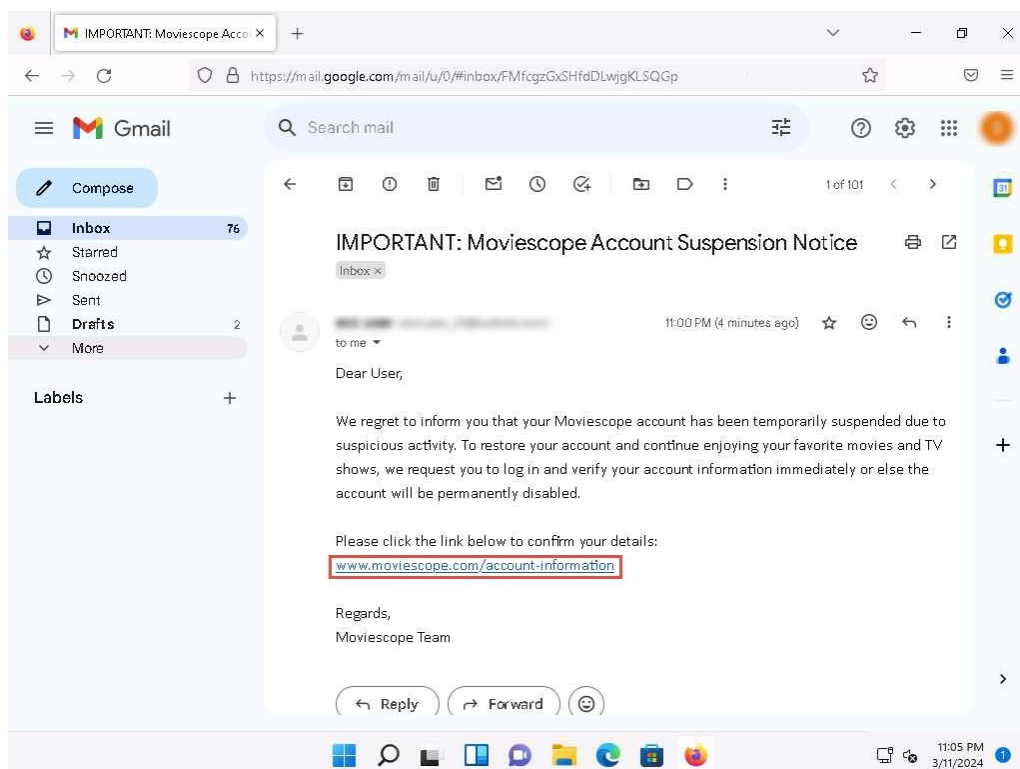 IMPORTANT: Moviescope Acco
https://mail.google.com/mail/u/0/#inbox/FMfcgzGxSHfdDLwjgKLSQGp
Gmail
Search mail
Compose
1 of 101
Inbox 76
Starred
Snoozed
Sent
Drafts 2
More
Labels
31
IMPORTANT: Moviescope Account Suspension Notice
Inbox ×
11:00 PM (4 minutes ago)
to me
Dear User,
We regret to inform you that your Moviescope account has been temporarily suspended due to
suspicious activity. To restore your account and continue enjoying your favorite movies and TV
shows, we request you to log in and verify your account information immediately or else the
account will be permanently disabled.
Please click the link below to confirm your details:
www.moviescope.com/account-information
Regards,
Moviescope Team
Reply
Forward
11:05 PM
3/11/2024
1